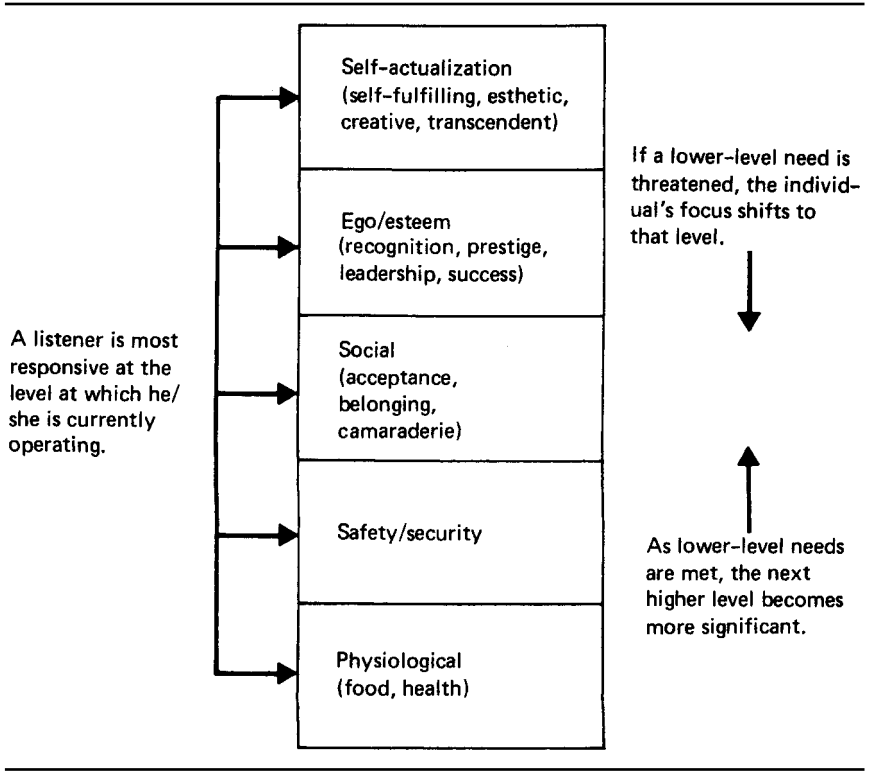 Self-actualization
(self-fulfilling, esthetic,
creative, transcendent)
If a lower-level need is
threatened, the individ-
ual's focus shifts to
that level.
Ego/esteem
(recognition, prestige,
leadership, success)
A listener is most
responsive at the
level at which he/
she is currently
operating.
Social
(acceptance,
belonging,
camaraderie)
Safety/security
As lower-level needs
are met, the next
higher level becomes
more significant.
Physiological
(food, health)